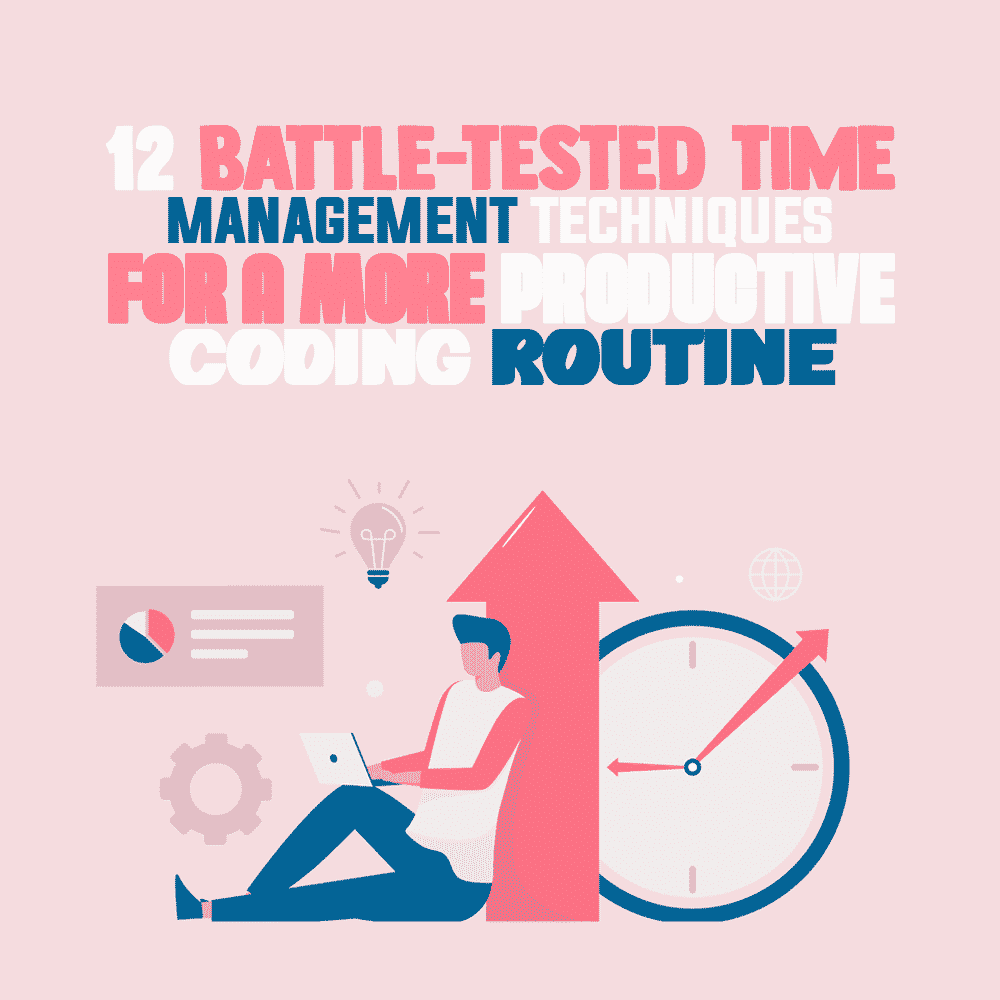 12 BATTLE-TESTED TIME
MANAGEMENT TECHNIQUES
FOR A MORE PRODUCTIVE
CODING ROUTINE